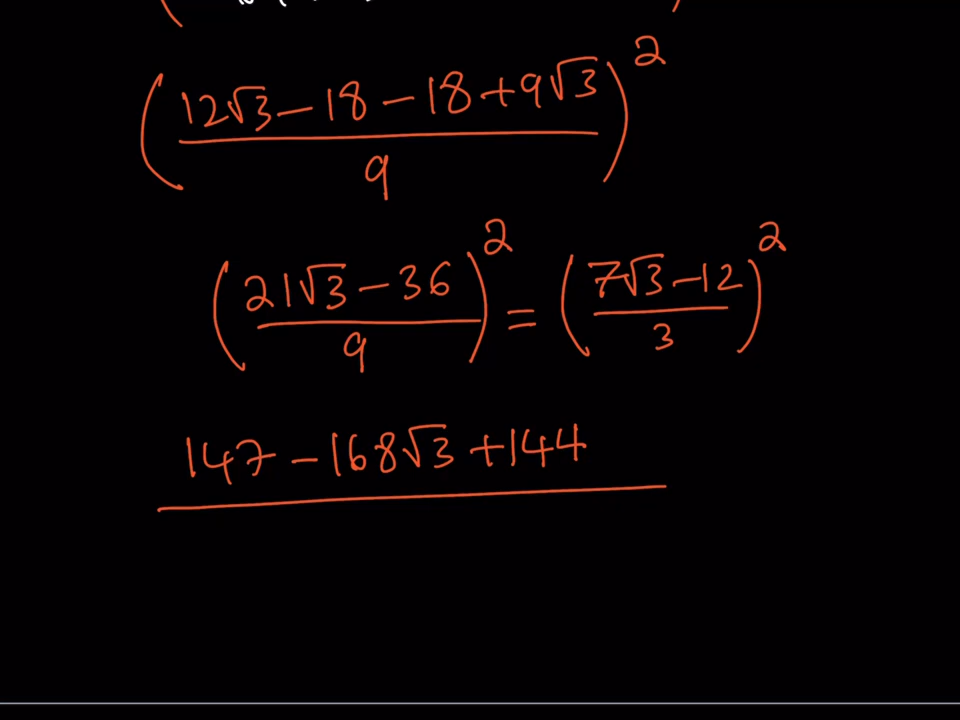 (12√3 − 18 − 18 + 9√3 / 9)²
(21√3 − 36 / 9)² = (7√3 − 12 / 3)²
147 − 168√3 + 144